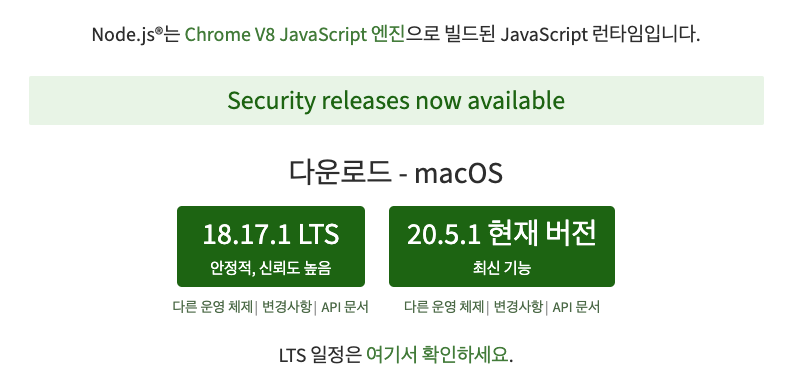 Node.js®는 Chrome V8 JavaScript 엔진으로 빌드된 JavaScript 런타임입니다.
Security releases now available
다운로드 - macOS
18.17.1 LTS
안정적, 신뢰도 높음
20.5.1 현재 버전
최신 기능
다른 운영 체제| 변경사항| API 문서
다른 운영 체제| 변경사항| API 문서
LTS 일정은 여기서 확인하세요.